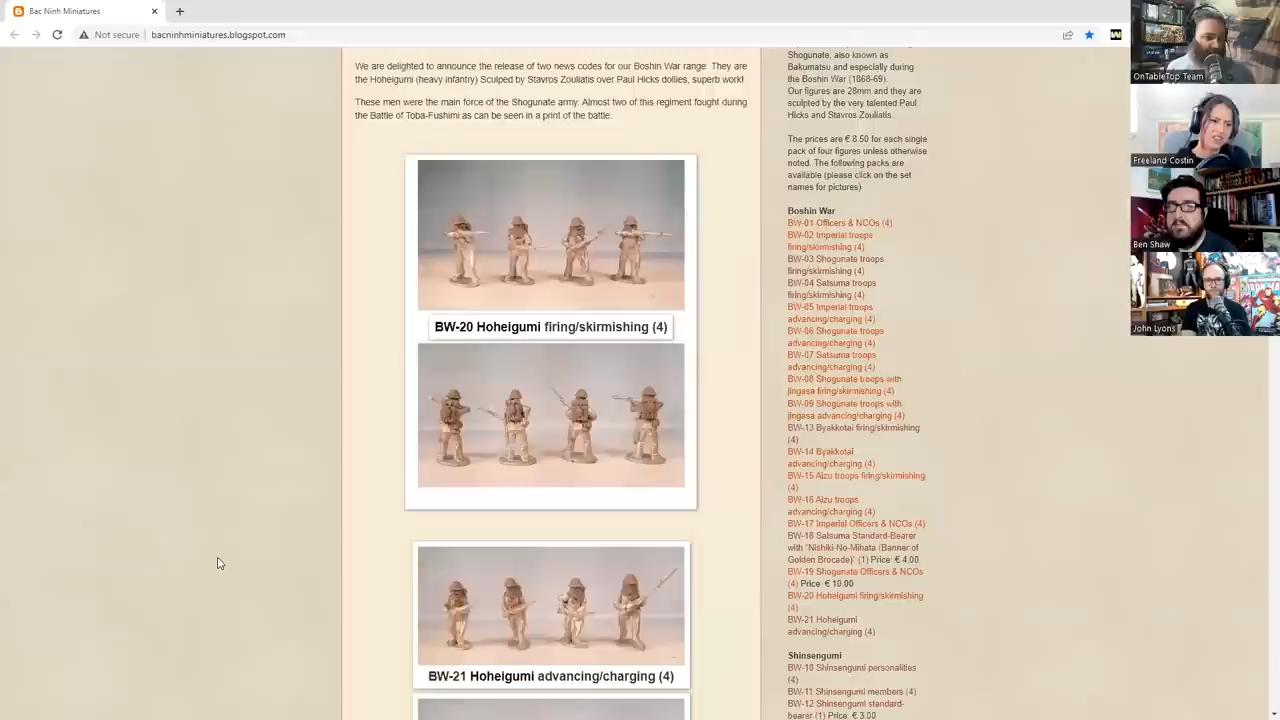 Bac Ninh Miniatures
Not secure
bacninhminiatures.blogspot.com
We are delighted to announce the release of two news codes for our Boshin War range. They are
the Hoheigumi (heavy infantry) Sculpted by Stavros Zouliatis over Paul Hicks dollies, superb work!
These men were the main force of the Shogunate army. Almost two of this regiment fought during
the Battle of Toba-Fushimi as can be seen in a print of the battle.
BW-20 Hoheigumi firing/skirmishing (4)
BW-21 Hoheigumi advancing/charging (4)
Shogunate, also known as
Bakumatsu and especially during
the Boshin War (1868-69).
Our figures are 28mm and they are
sculpted by the very talented Paul
Hicks and Stavros Zouliatis.
The prices are € 8.50 for each single
pack of four figures unless otherwise
noted. The following packs are
available (please click on the set
names for pictures)
Boshin War
BW-01 Officers & NCOs (4)
BW-02 Imperial troops
firing/skirmishing (4)
BW-03 Shogunate troops
firing/skirmishing (4)
BW-04 Satsuma troops
firing/skirmishing (4)
BW-05 Imperial troops
advancing/charging (4)
BW-06 Shogunate troops
advancing/charging (4)
BW-07 Satsuma troops
advancing/charging (4)
BW-08 Shogunate troops with
jingasa firing/skirmishing (4)
BW-09 Shogunate troops with
jingasa advancing/charging (4)
BW-13 Byakkotai firing/skirmishing
(4)
BW-14 Byakkotai
advancing/charging (4)
BW-15 Aizu troops firing/skirmishing
(4)
BW-16 Aizu troops
advancing/charging (4)
BW-17 Imperial Officers & NCOs (4)
BW-18 Satsuma Standard-Bearer
with "Nishiki-No-Mihata (Banner of
Golden Brocade)" (1) Price: € 4.00
BW-19 Shogunate Officers & NCOs
(4) Price: € 10.00
BW-20 Hoheigumi firing/skirmishing
(4)
BW-21 Hoheigumi
advancing/charging (4)
Shinsengumi
BW-10 Shinsengumi personalities
(4)
BW-11 Shinsengumi members (4)
BW-12 Shinsengumi standard-
bearer (1) Price: € 3.00
OnTableTop Team
Freeland Costin
Ben Shaw
John Lyons